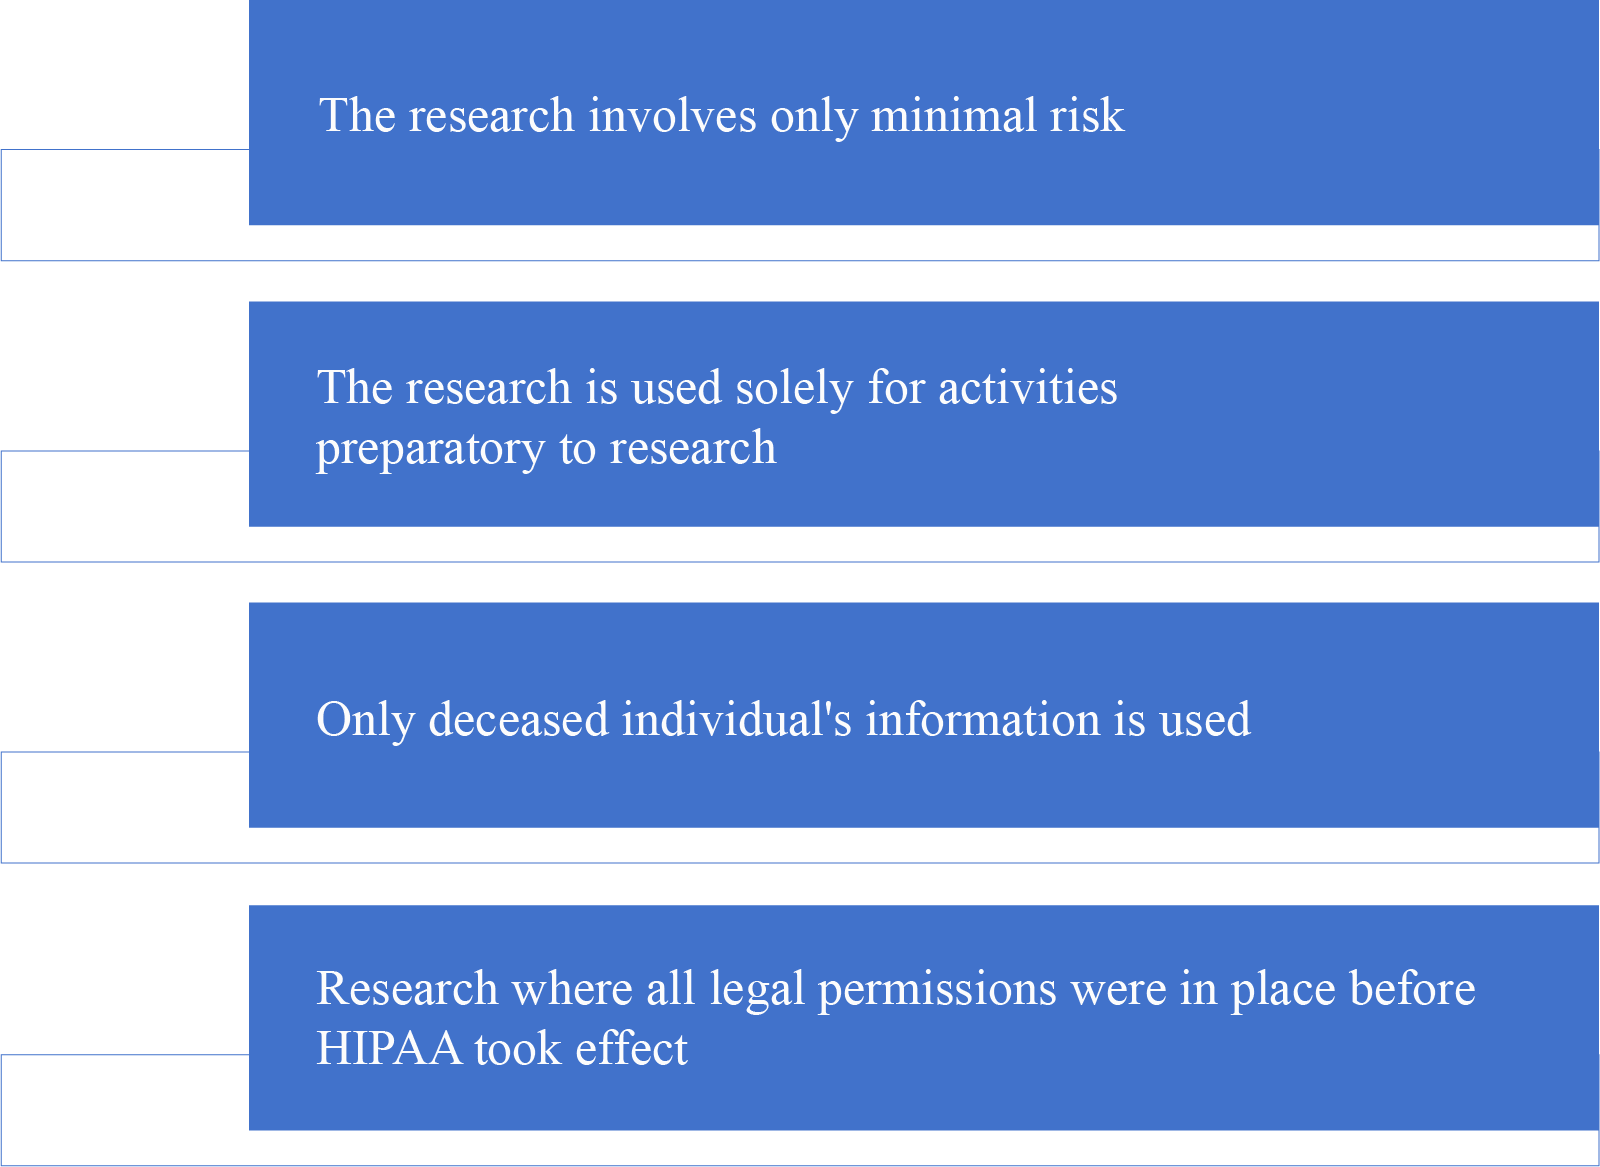 The research involves only minimal risk
The research is used solely for activities
preparatory to research
Only deceased individual's information is used
Research where all legal permissions were in place before
HIPAA took effect